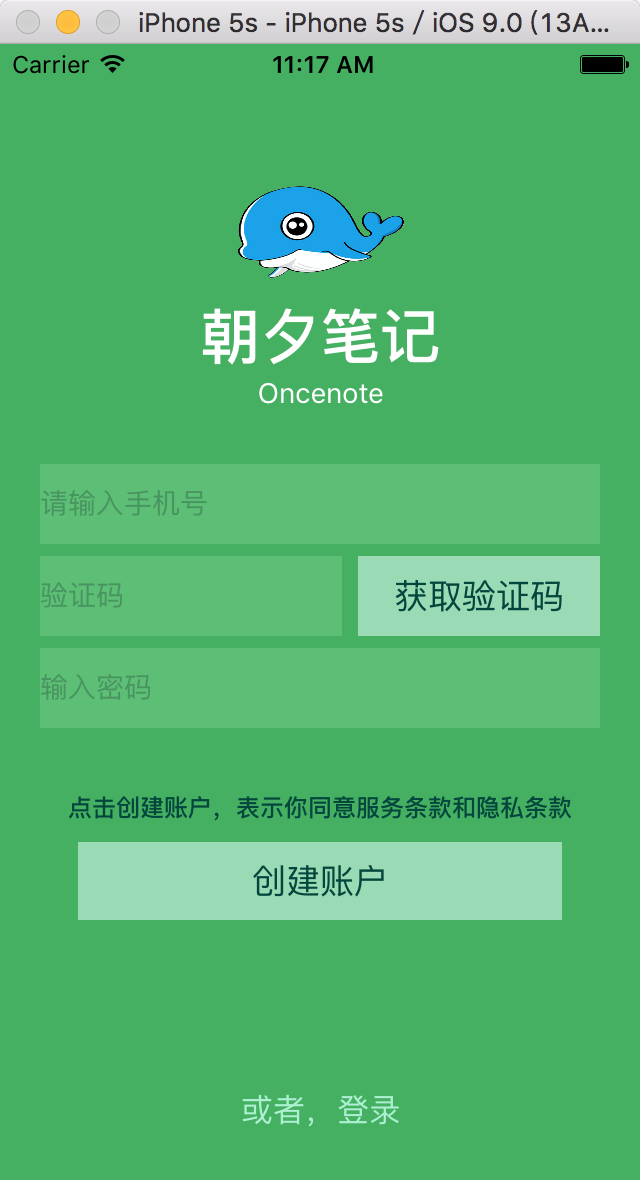 iPhone 5s - iPhone 5s / iOS 9.0 (13A...
Carrier 11:17 AM
朝夕笔记
Oncenote
请输入手机号
验证码 获取验证码
输入密码
点击创建账户，表示你同意服务条款和隐私条款
创建账户
或者，登录